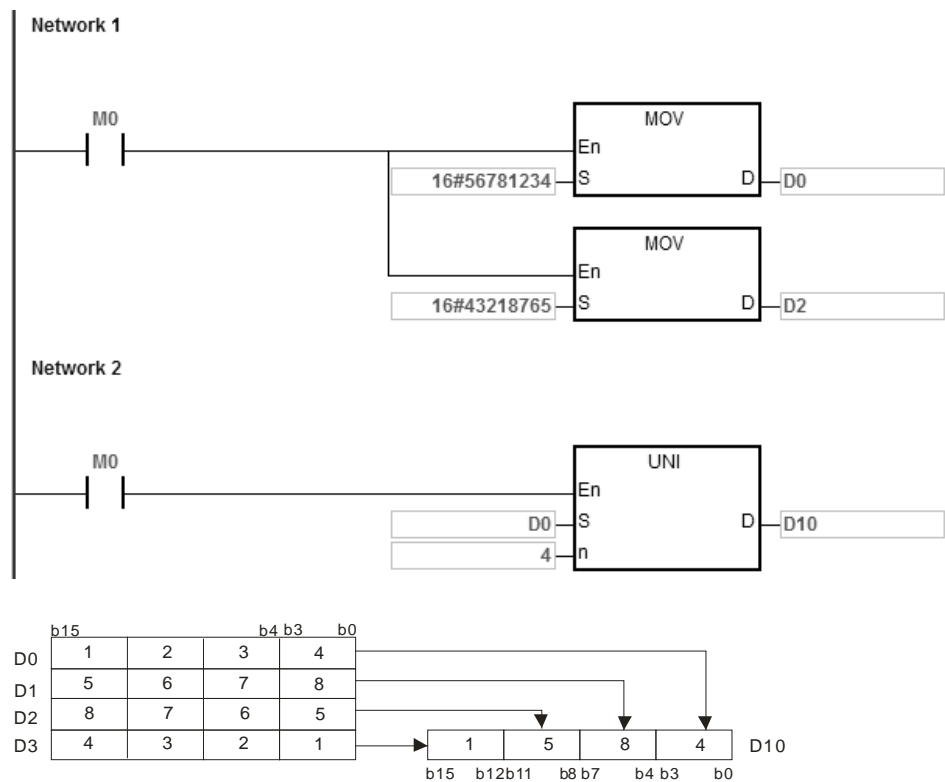 Network 1
M0
MOV
En
16#56781234 S D D0
MOV
En
16#43218765 S D D2
Network 2
M0
UNI
En
D0 S D D10
4 n
b15 b4 b3 b0
D0 1 2 3 4
D1 5 6 7 8
D2 8 7 6 5
D3 4 3 2 1 1 5 8 4 D10
b15 b12 b11 b8 b7 b4 b3 b0